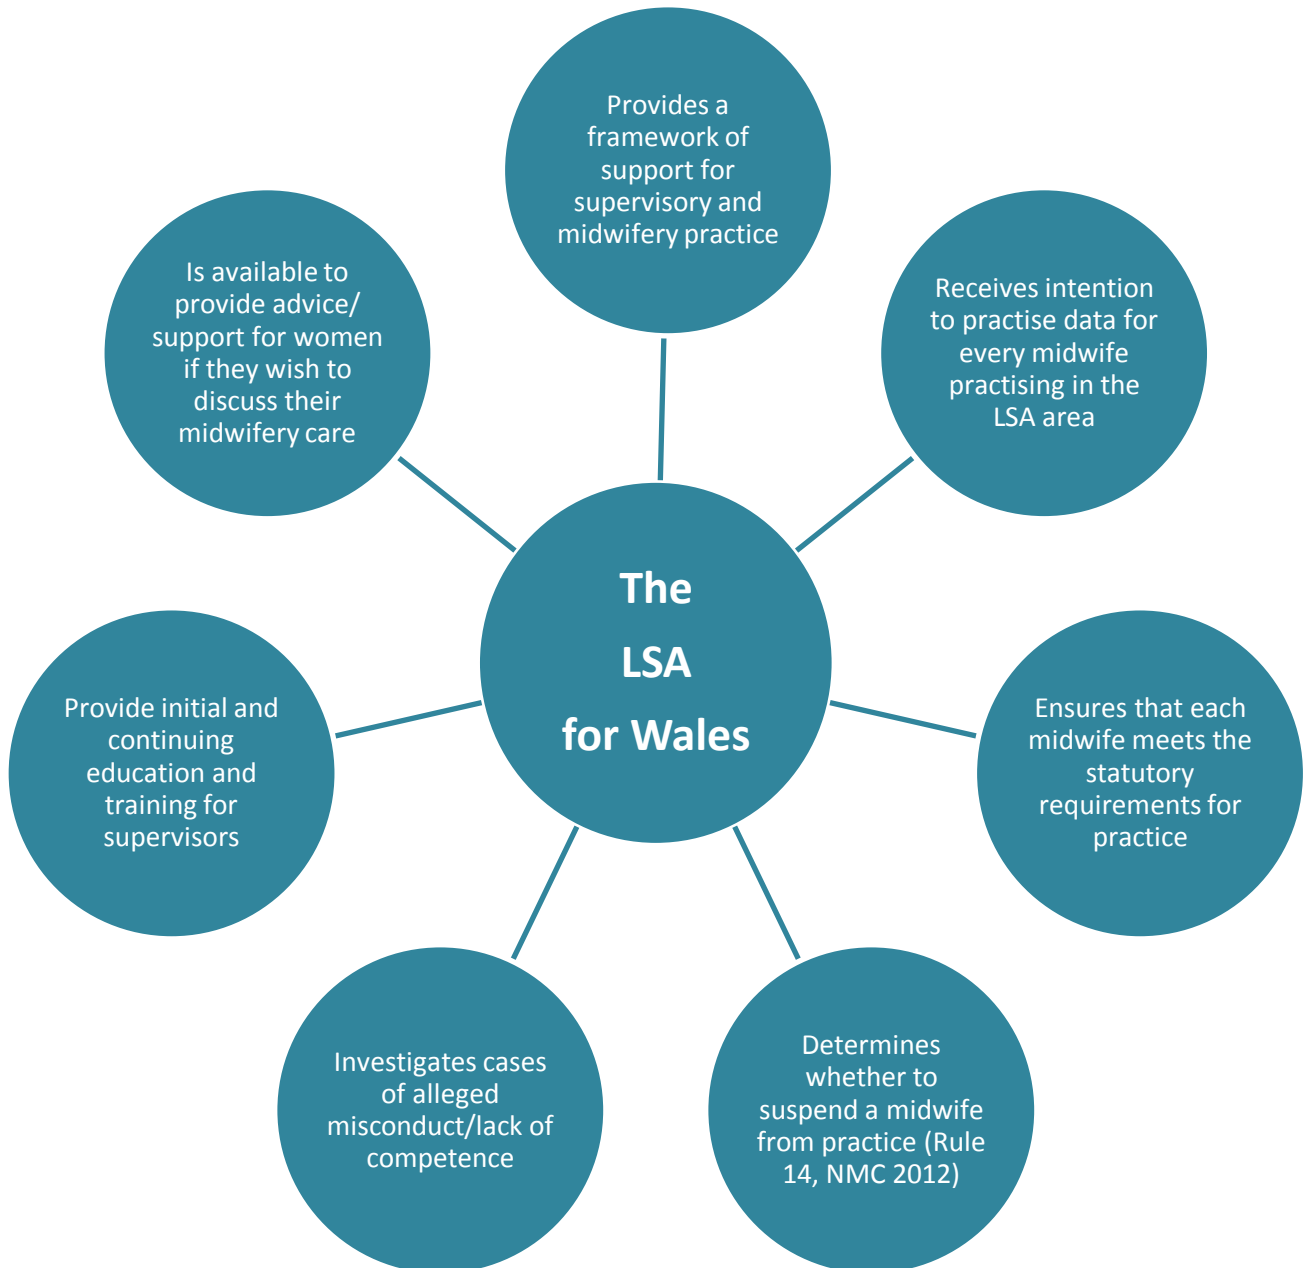 Provides a
framework of
support for
supervisory and
midwifery practice
Receives intention
to practise data for
every midwife
practising in the
LSA area
Ensures that each
midwife meets the
statutory
requirements for
practice
Determines
whether to
suspend a midwife
from practice (Rule
14, NMC 2012)
Investigates cases
of alleged
misconduct/lack of
competence
Provide initial and
continuing
education and
training for
supervisors
Is available to
provide advice/
support for women
if they wish to
discuss their
midwifery care
The
LSA
for Wales